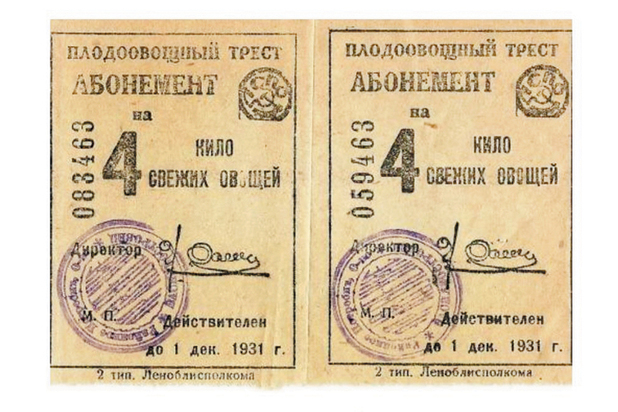 ПЛОДООВОЩНЫЙ ТРЕСТ
АБОНЕМЕНТ
на
4 КИЛО
СВЕЖИХ ОВОЩЕЙ
083463
Директор
М. П. Действителен
до 1 дек. 1931 г.
2 тип. Леноблисполкома
ПЛОДООВОЩНЫЙ ТРЕСТ
АБОНЕМЕНТ
на
4 КИЛО
СВЕЖИХ ОВОЩЕЙ
059463
Директор
М. П. Действителен
до 1 дек. 1931 г.
2 тип. Леноблисполкома